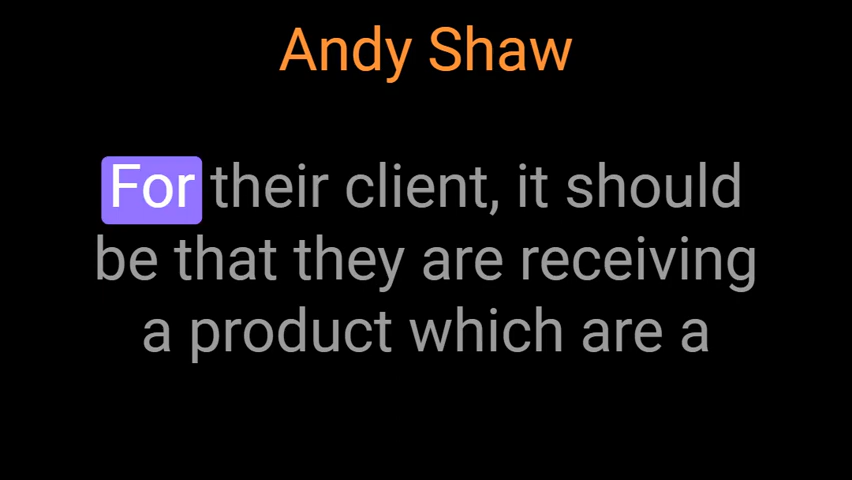 Andy Shaw
For their client, it should
be that they are receiving
a product which are a